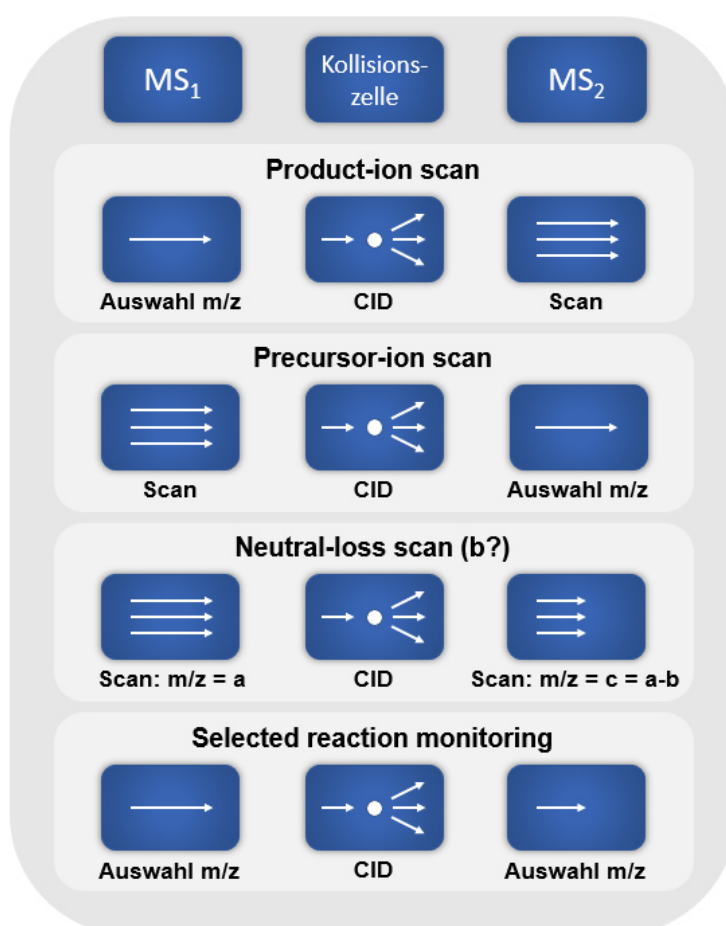 MS₁
Kollisions-
zelle
MS₂
Product-ion scan
Auswahl m/z
CID
Scan
Precursor-ion scan
Scan
CID
Auswahl m/z
Neutral-loss scan (b?)
Scan: m/z = a
CID
Scan: m/z = c = a-b
Selected reaction monitoring
Auswahl m/z
CID
Auswahl m/z